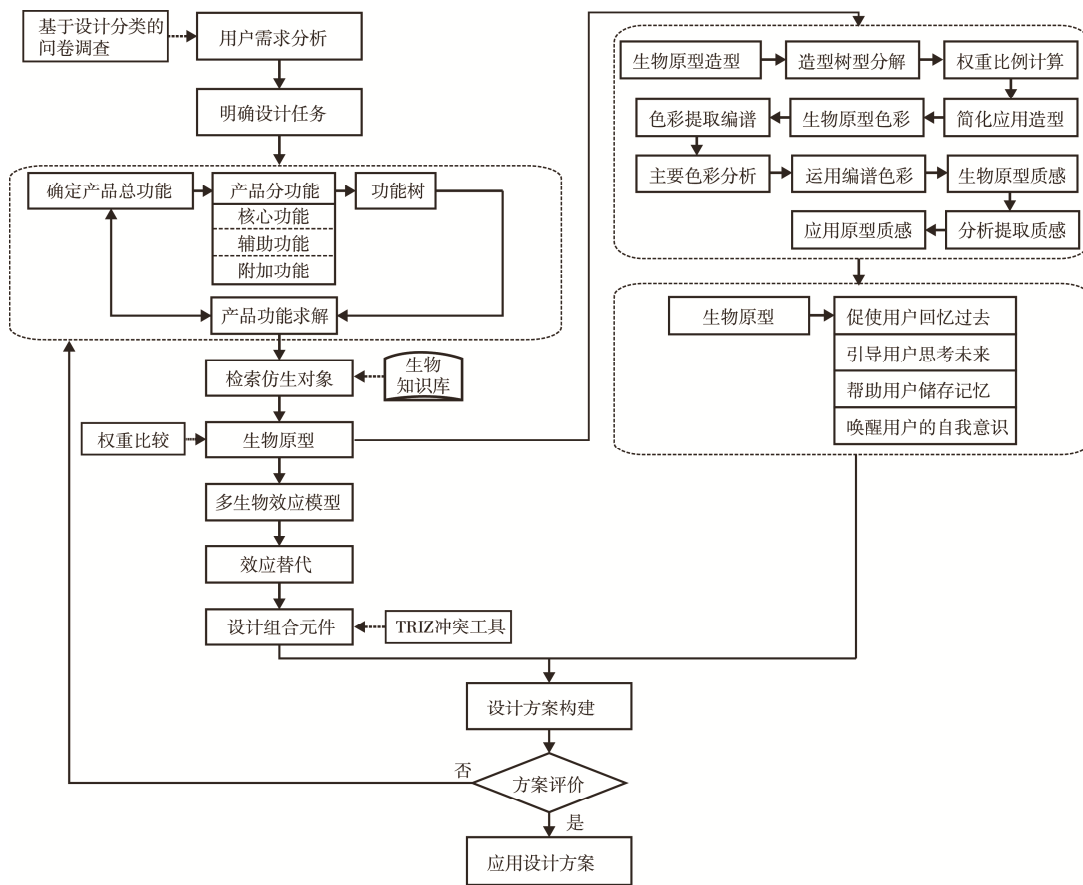 基于设计分类的
问卷调查
用户需求分析
明确设计任务
确定产品总功能
产品分功能
功能树
核心功能
辅助功能
附加功能
产品功能求解
检索仿生对象
生物
知识库
权重比较
生物原型
多生物效应模型
效应替代
设计组合元件
TRIZ冲突工具
生物原型造型
造型树型分解
权重比例计算
色彩提取编谱
生物原型色彩
简化应用造型
主要色彩分析
运用编谱色彩
生物原型质感
应用原型质感
分析提取质感
生物原型
促使用户回忆过去
引导用户思考未来
帮助用户储存记忆
唤醒用户的自我意识
设计方案构建
否
方案评价
是
应用设计方案